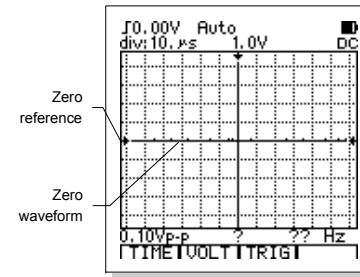 ∫0.00V Auto
div:10.µs 1.0V DC
Zero
reference
Zero
waveform
0.10Vp-p ? ?? Hz
TIME VOLT TRIG